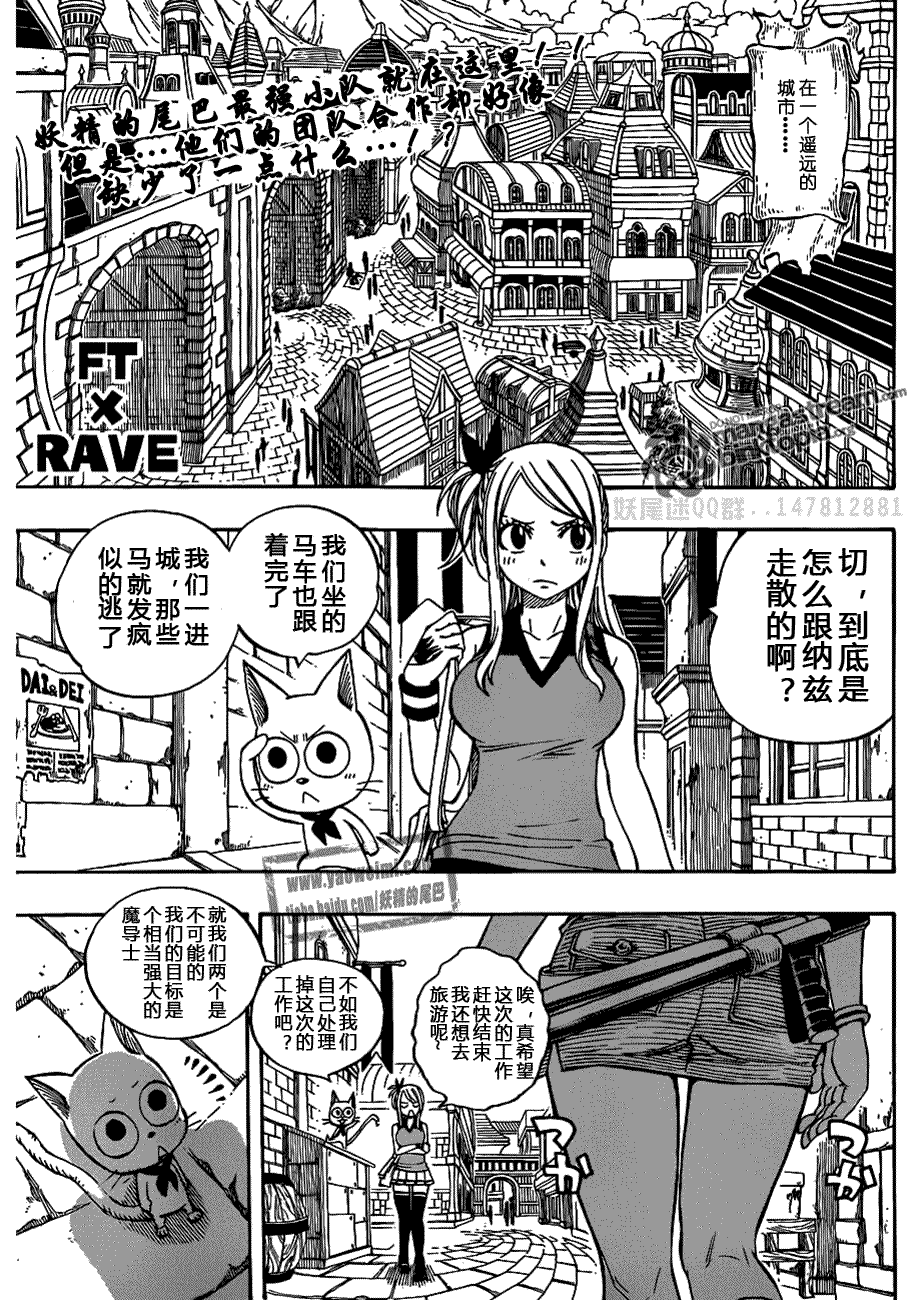 在一个遥远的
城市……
妖精的尾巴最强小队就在这里！！
但是…他们的团队合作却好像
缺少了一点什么…！？
FT
×
RAVE
mangastream.com
妖尾迷QQ群..147812881
切，到底是
怎么跟纳兹
走散的啊？
我们坐的
马车也跟
着完了
我们一进
城，那些
马就发疯
似的逃了
DAI&DEI
www.yaoweimi.com
tieba.baidu.com/妖精的尾巴
唉，真希望
这次的工作
赶快结束
我还想去
旅游呢~
不如我们
自己处理
掉这次的
工作吧？
就我们两个是
不可能的
我们的目标是
个相当强大的
魔导士
つか
つか